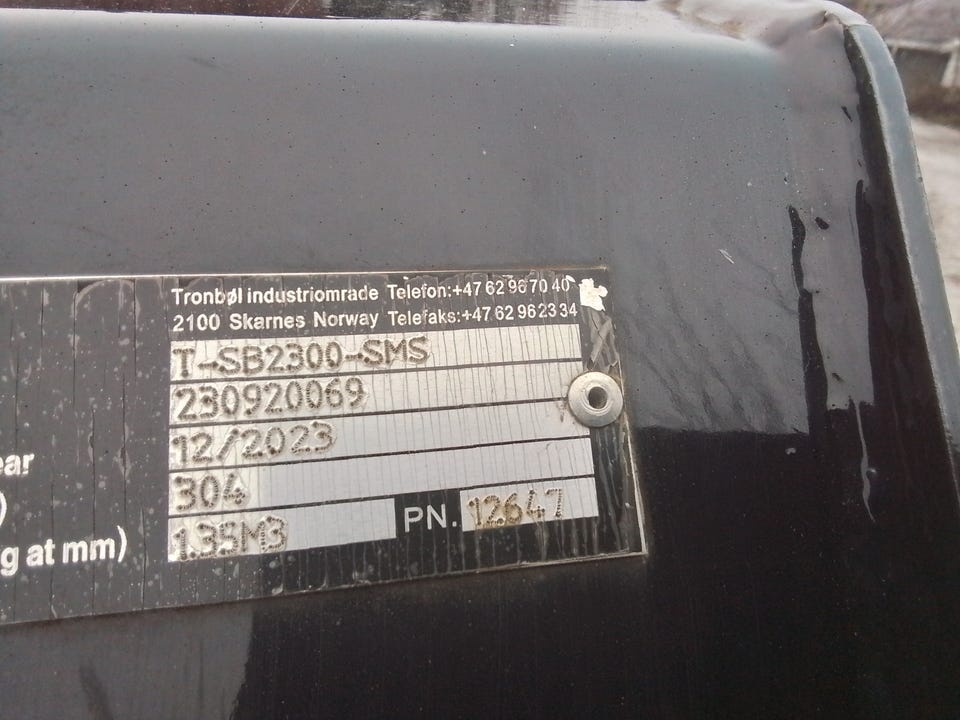 Tronbøl industriomrade Telefon:+47 62 96 70 40
2100 Skarnes Norway Telefaks:+47 62 96 23 34
T-SB2300-SMS
230920069
12/2023
ear
304
)
1.35M3 PN. 12647
g at mm)